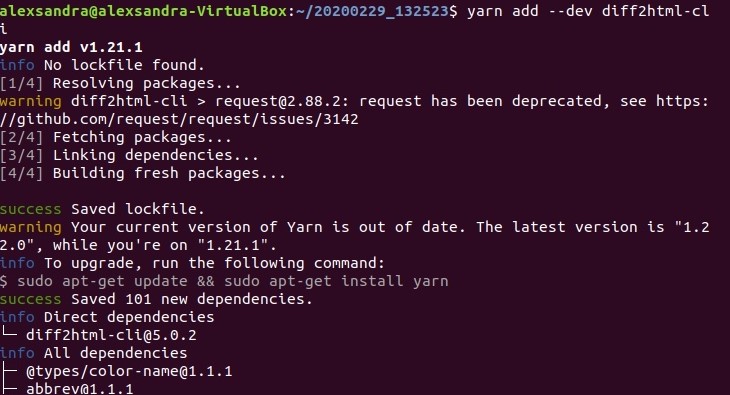 alexsandra@alexsandra-VirtualBox:~/20200229_132523$ yarn add --dev diff2html-cl
i
yarn add v1.21.1
info No lockfile found.
[1/4] Resolving packages...
warning diff2html-cli > request@2.88.2: request has been deprecated, see https:
//github.com/request/request/issues/3142
[2/4] Fetching packages...
[3/4] Linking dependencies...
[4/4] Building fresh packages...
success Saved lockfile.
warning Your current version of Yarn is out of date. The latest version is "1.2
2.0", while you're on "1.21.1".
info To upgrade, run the following command:
$ sudo apt-get update && sudo apt-get install yarn
success Saved 101 new dependencies.
info Direct dependencies
└─ diff2html-cli@5.0.2
info All dependencies
├─ @types/color-name@1.1.1
├─ abbrev@1.1.1